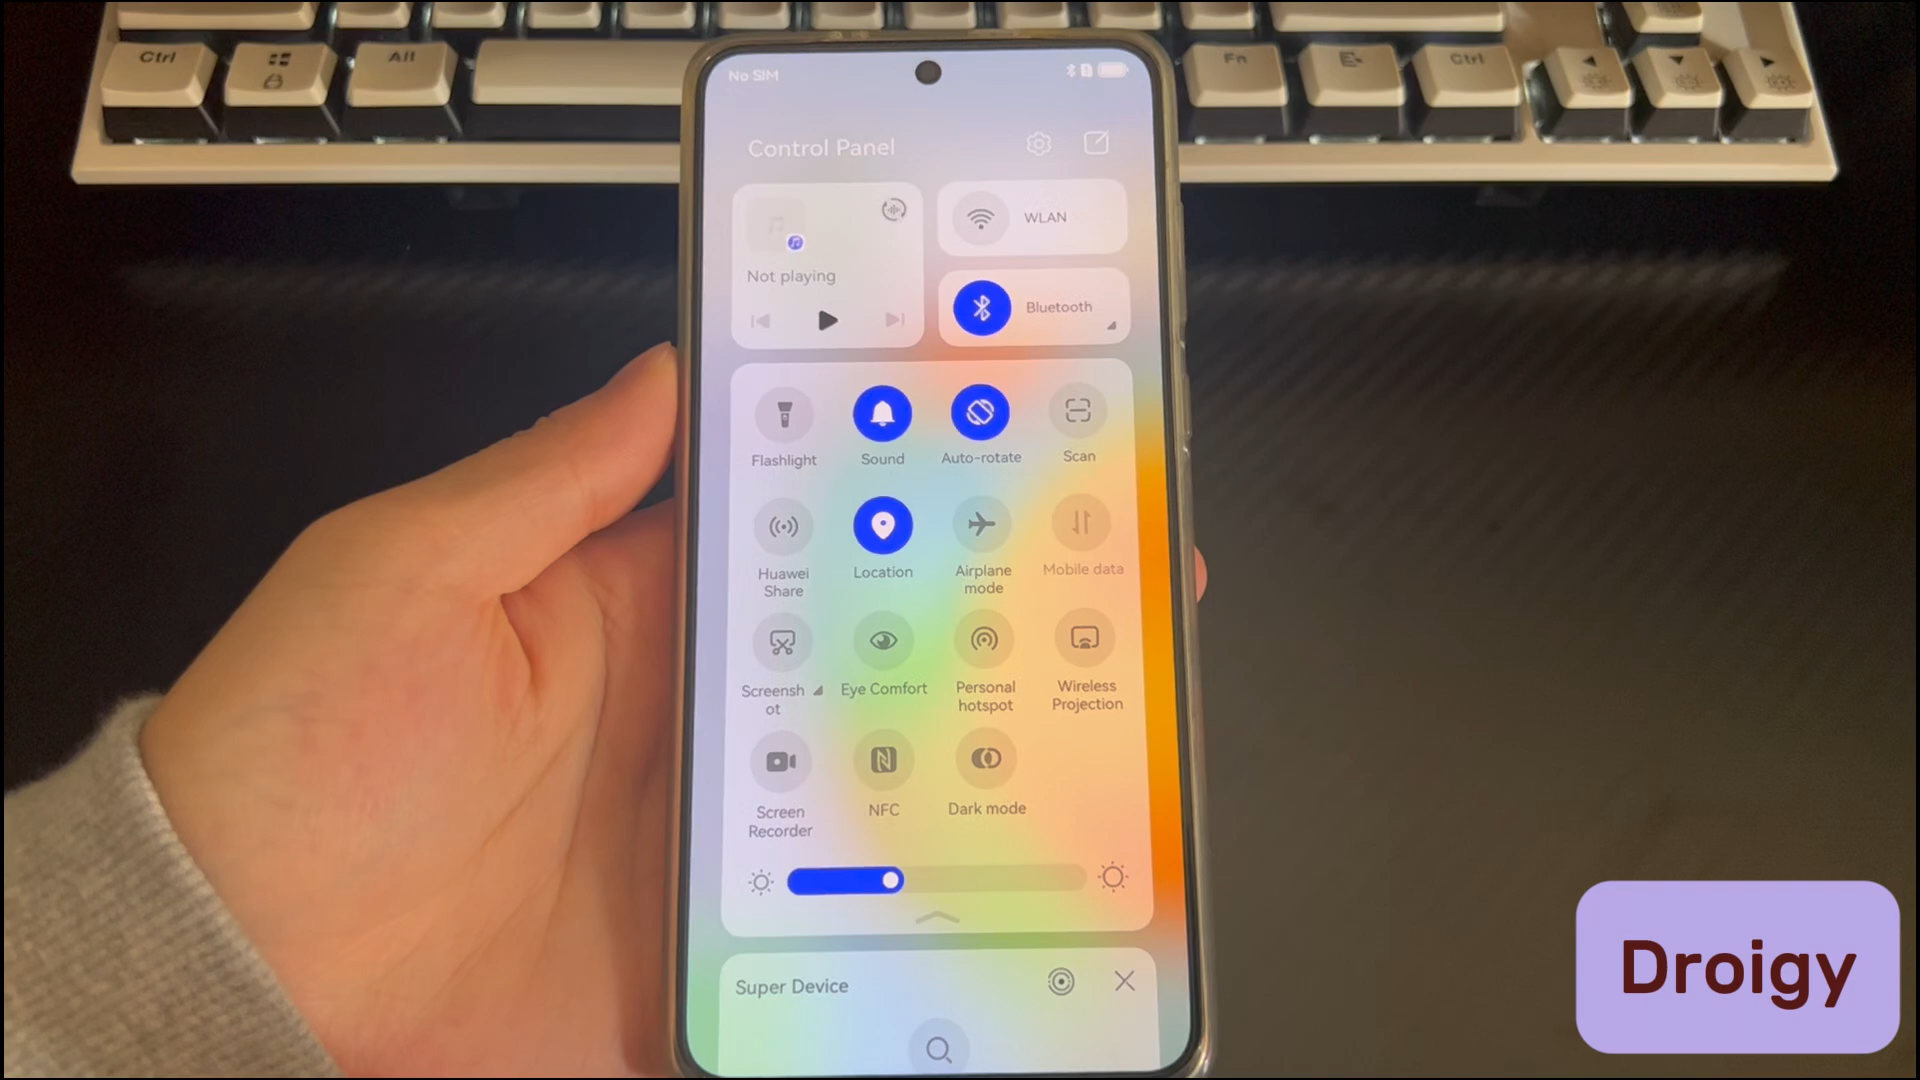 Ctrl
Alt
Fn
Ctrl
No SIM
Control Panel
WLAN
Not playing
Bluetooth
Flashlight
Sound
Auto-rotate
Scan
Huawei
Share
Location
Airplane
mode
Mobile data
Screensh
ot
Eye Comfort
Personal
hotspot
Wireless
Projection
Screen
Recorder
NFC
Dark mode
Super Device
Droigy